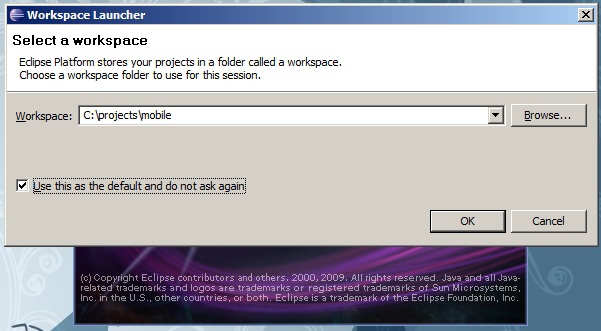 Workspace Launcher
Select a workspace
Eclipse Platform stores your projects in a folder called a workspace.
Choose a workspace folder to use for this session.
Workspace: C:\projects\mobile Browse...
Use this as the default and do not ask again
OK Cancel
(c) Copyright Eclipse contributors and others. 2000, 2009. All rights reserved. Java and all Java-
related trademarks and logos are trademarks or registered trademarks of Sun Microsystems,
Inc. in the U.S., other countries, or both. Eclipse is a trademark of the Eclipse Foundation, Inc.